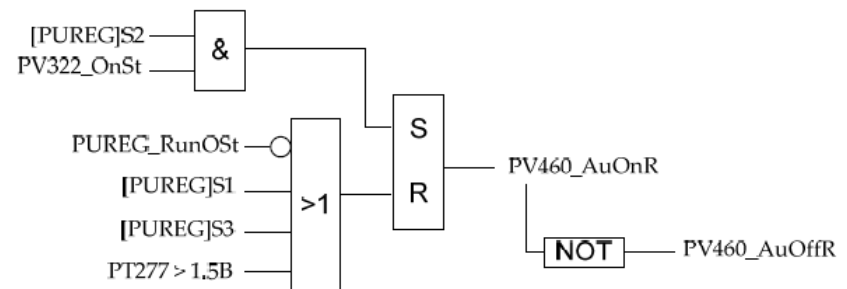 [PUREG]S2
PV322_OnSt
&
PUREG_RunOSt
[PUREG]S1
[PUREG]S3
PT277 > 1.5B
>1
S
R
PV460_AuOnR
NOT
PV460_AuOffR